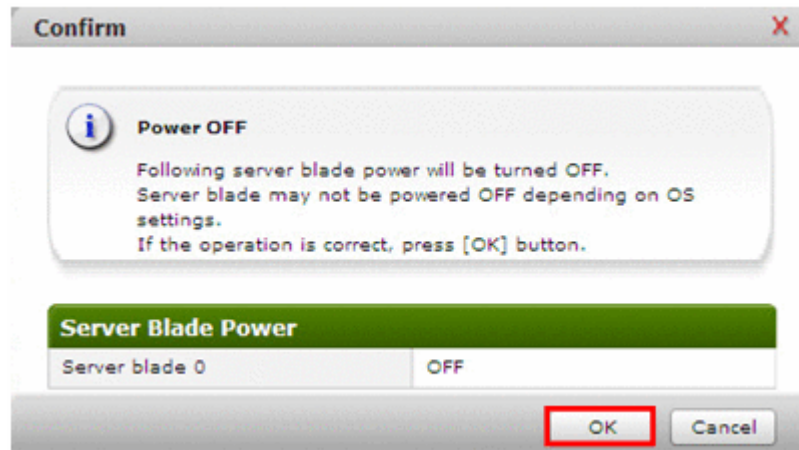 Confirm
X
i
Power OFF
Following server blade power will be turned OFF.
Server blade may not be powered OFF depending on OS
settings.
If the operation is correct, press [OK] button.
Server Blade Power
Server blade 0 OFF
OK Cancel